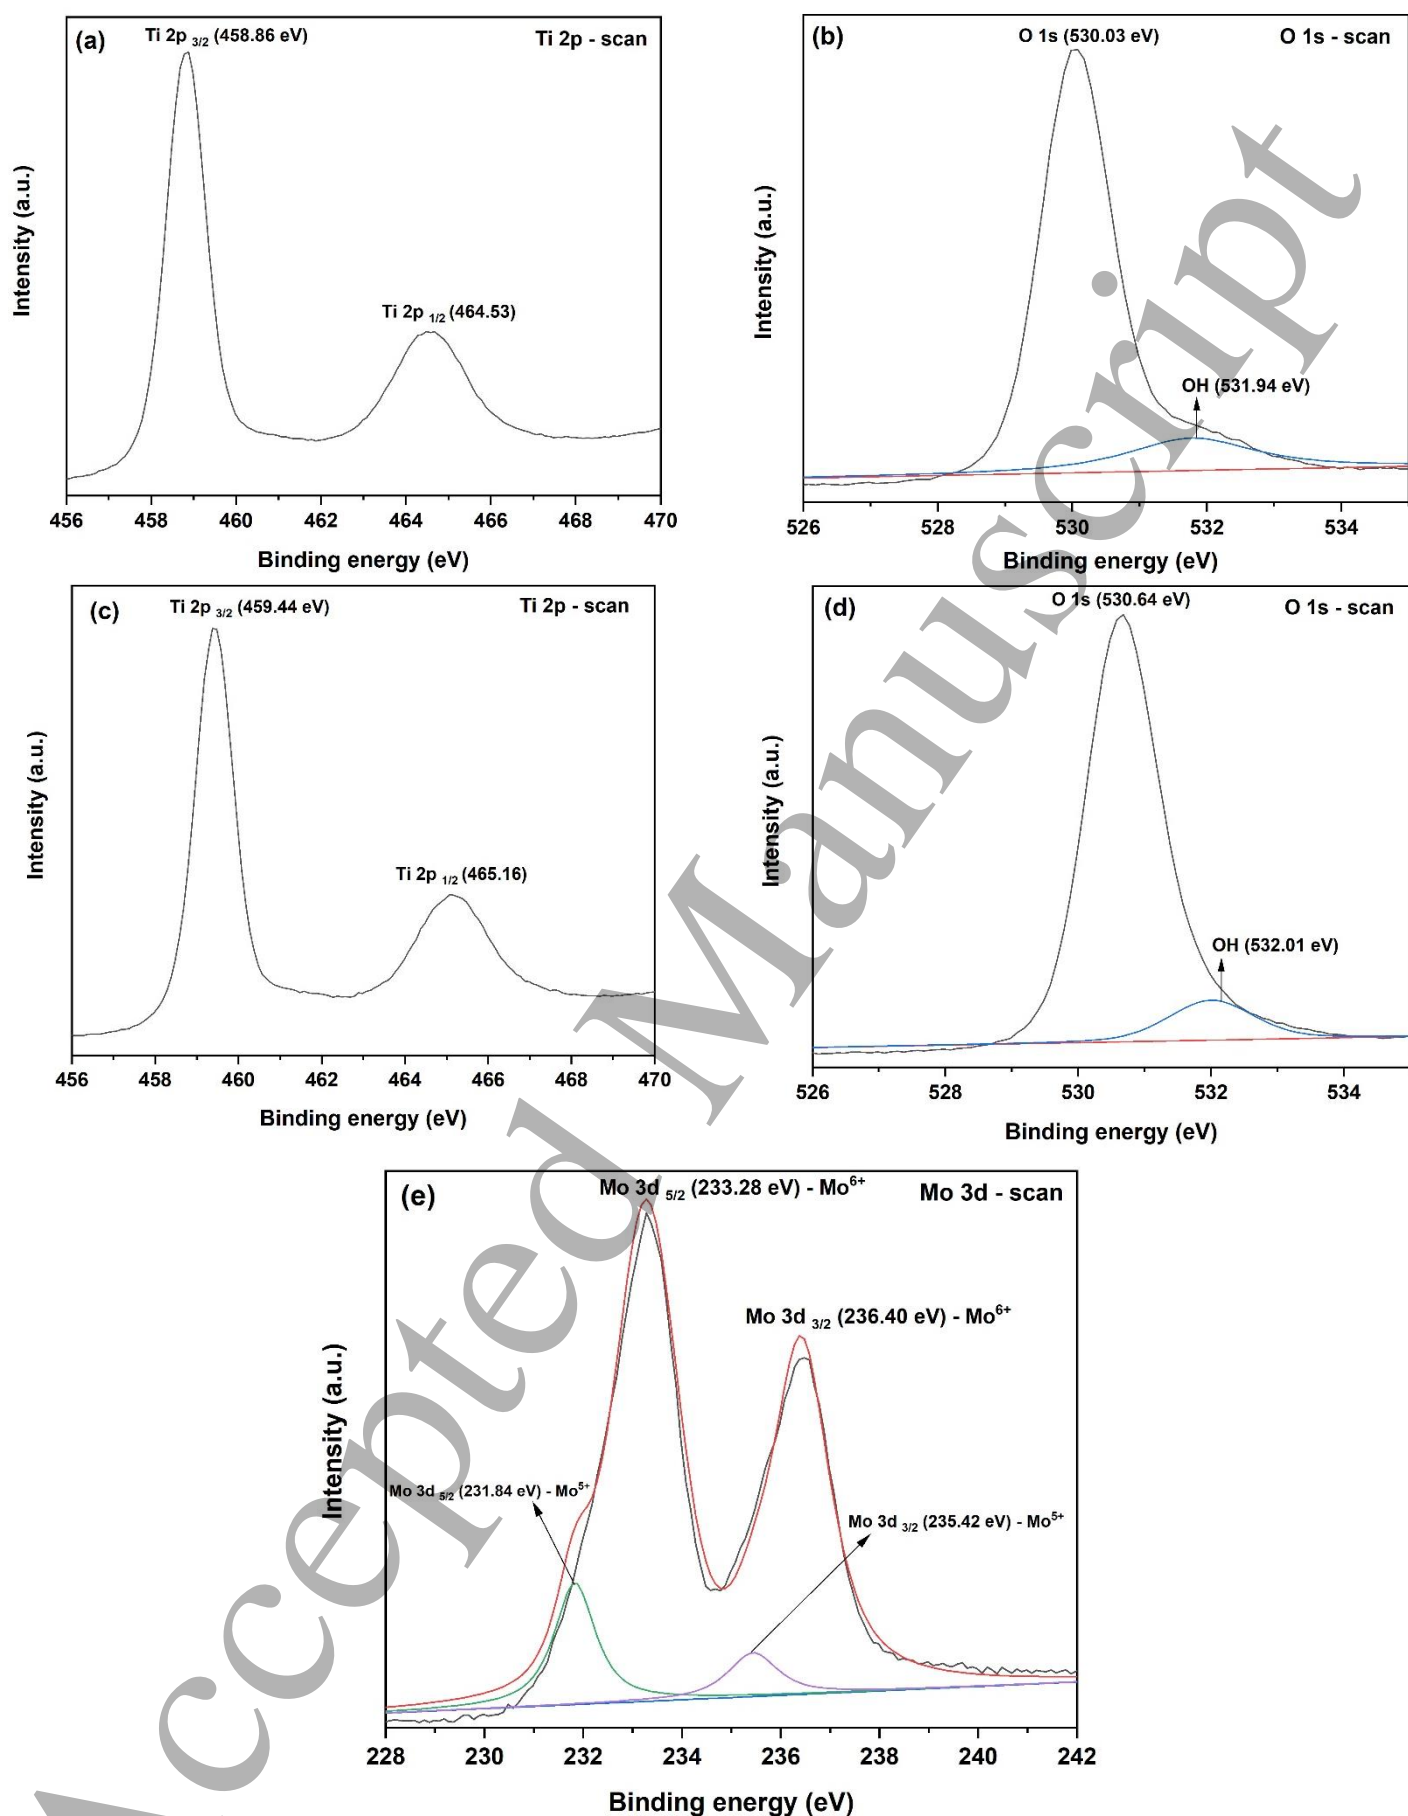 (a)
Ti 2p 3/2 (458.86 eV)
Ti 2p - scan
Ti 2p 1/2 (464.53)
Intensity (a.u.)
456 458 460 462 464 466 468 470
Binding energy (eV)
(b)
O 1s (530.03 eV)
O 1s - scan
OH (531.94 eV)
Intensity (a.u.)
526 528 530 532 534
Binding energy (eV)
(c)
Ti 2p 3/2 (459.44 eV)
Ti 2p - scan
Ti 2p 1/2 (465.16)
Intensity (a.u.)
456 458 460 462 464 466 468 470
Binding energy (eV)
(d)
O 1s (530.64 eV)
O 1s - scan
OH (532.01 eV)
Intensity (a.u.)
526 528 530 532 534
Binding energy (eV)
(e)
Mo 3d 5/2 (233.28 eV) - Mo6+
Mo 3d - scan
Mo 3d 3/2 (236.40 eV) - Mo6+
Mo 3d 5/2 (231.84 eV) - Mo5+
Mo 3d 3/2 (235.42 eV) - Mo5+
Intensity (a.u.)
228 230 232 234 236 238 240 242
Binding energy (eV)
Accepted Manuscript